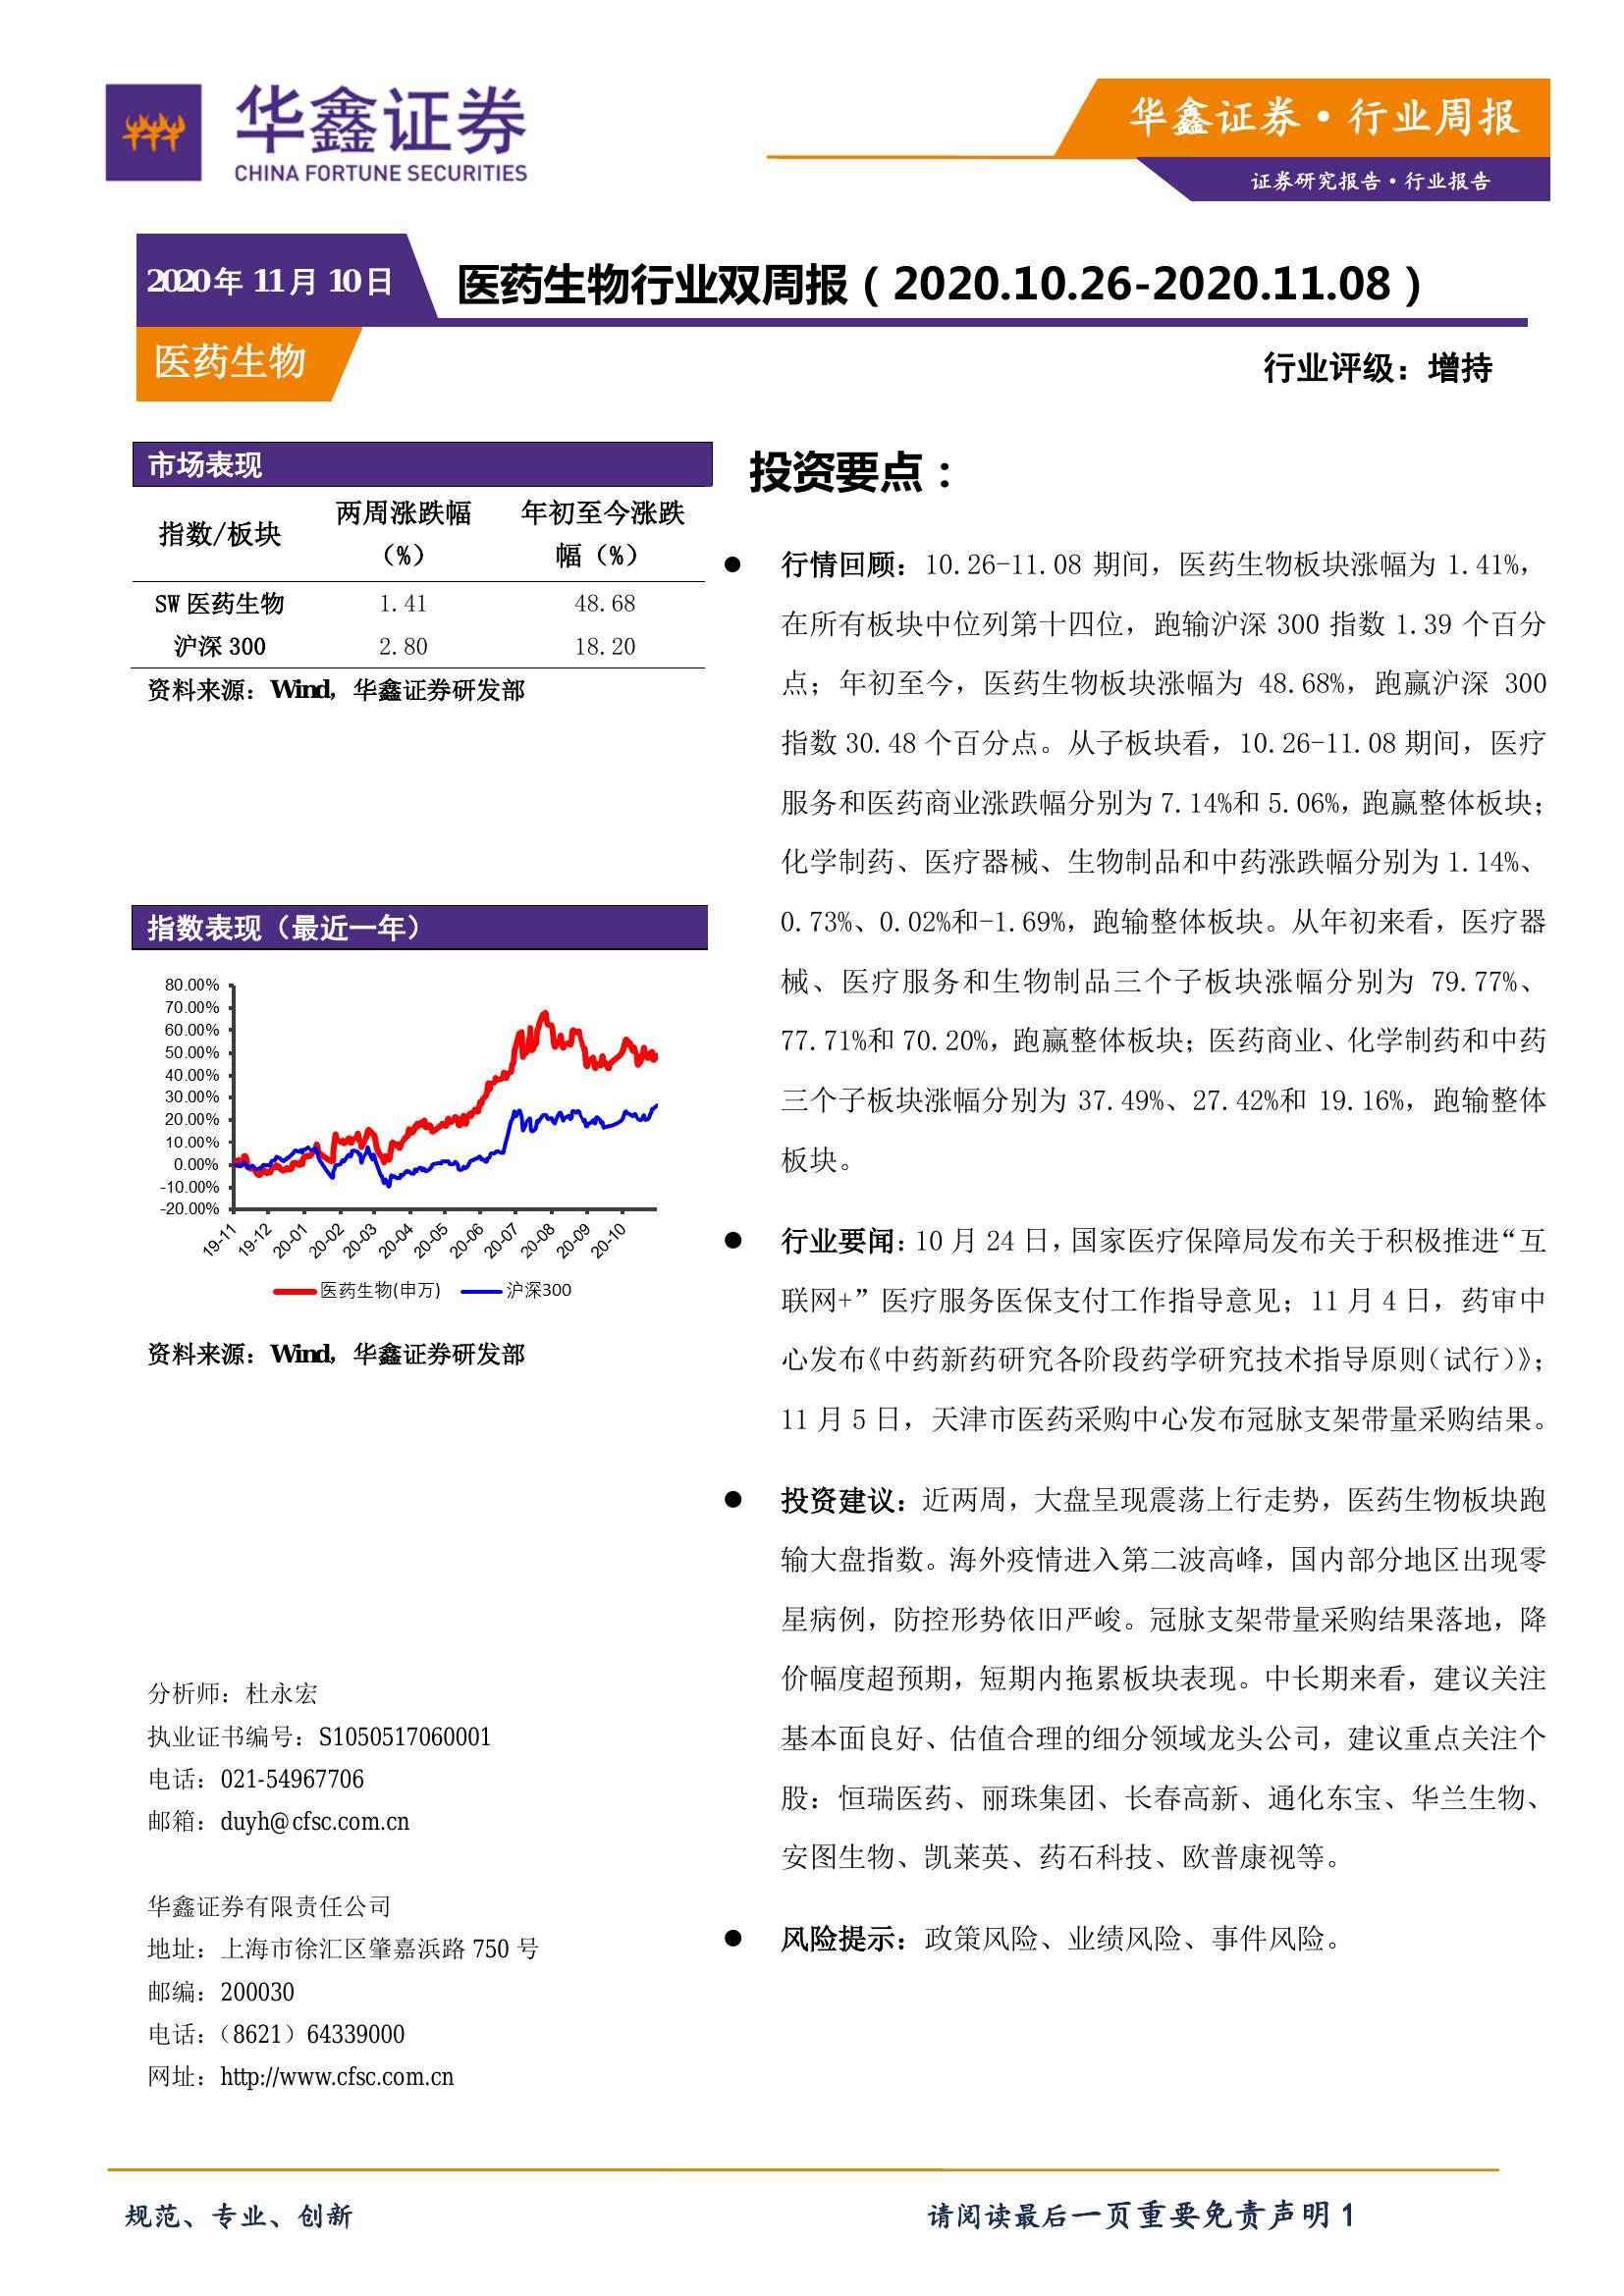 华鑫证券
CHINA FORTUNE SECURITIES
华鑫证券·行业周报
证券研究报告·行业报告
2020年11月10日
医药生物行业双周报（2020.10.26-2020.11.08）
医药生物
行业评级：增持
市场表现
指数/板块 两周涨跌幅（%） 年初至今涨跌幅（%）
SW 医药生物 1.41 48.68
沪深 300 2.80 18.20
资料来源：Wind，华鑫证券研发部
指数表现（最近一年）
80.00%
70.00%
60.00%
50.00%
40.00%
30.00%
20.00%
10.00%
0.00%
-10.00%
-20.00%
19-11 19-12 20-01 20-02 20-03 20-04 20-05 20-06 20-07 20-08 20-09 20-10
医药生物(申万) 沪深300
资料来源：Wind，华鑫证券研发部
分析师：杜永宏
执业证书编号：S1050517060001
电话：021-54967706
邮箱：duyh@cfsc.com.cn
华鑫证券有限责任公司
地址：上海市徐汇区肇嘉浜路 750 号
邮编：200030
电话：（8621）64339000
网址：http://www.cfsc.com.cn
投资要点：
● 行情回顾：10.26-11.08 期间，医药生物板块涨幅为 1.41%，
在所有板块中位列第十四位，跑输沪深 300 指数 1.39 个百分
点；年初至今，医药生物板块涨幅为 48.68%，跑赢沪深 300
指数 30.48 个百分点。从子板块看，10.26-11.08 期间，医疗
服务和医药商业涨跌幅分别为 7.14%和 5.06%，跑赢整体板块；
化学制药、医疗器械、生物制品和中药涨跌幅分别为 1.14%、
0.73%、0.02%和-1.69%，跑输整体板块。从年初来看，医疗器
械、医疗服务和生物制品三个子板块涨幅分别为 79.77%、
77.71%和 70.20%，跑赢整体板块；医药商业、化学制药和中药
三个子板块涨幅分别为 37.49%、27.42%和 19.16%，跑输整体
板块。
● 行业要闻：10 月 24 日，国家医疗保障局发布关于积极推进“互
联网+”医疗服务医保支付工作指导意见；11 月 4 日，药审中
心发布《中药新药研究各阶段药学研究技术指导原则（试行）》；
11 月 5 日，天津市医药采购中心发布冠脉支架带量采购结果。
● 投资建议：近两周，大盘呈现震荡上行走势，医药生物板块跑
输大盘指数。海外疫情进入第二波高峰，国内部分地区出现零
星病例，防控形势依旧严峻。冠脉支架带量采购结果落地，降
价幅度超预期，短期内拖累板块表现。中长期来看，建议关注
基本面良好、估值合理的细分领域龙头公司，建议重点关注个
股：恒瑞医药、丽珠集团、长春高新、通化东宝、华兰生物、
安图生物、凯莱英、药石科技、欧普康视等。
● 风险提示：政策风险、业绩风险、事件风险。
规范、专业、创新
请阅读最后一页重要免责声明 1